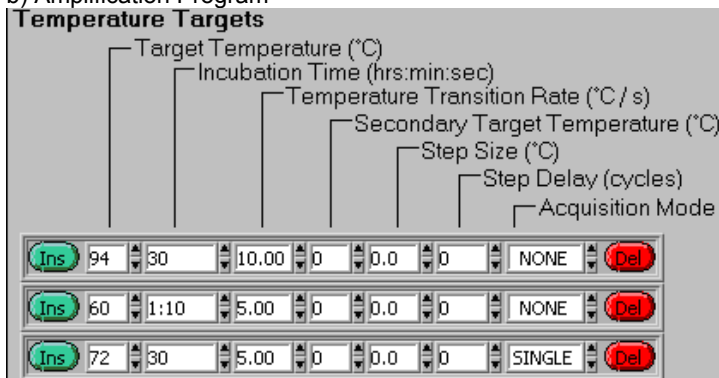 b) Amplification Program
Temperature Targets
Target Temperature (°C)
Incubation Time (hrs:min:sec)
Temperature Transition Rate (°C / s)
Secondary Target Temperature (°C)
Step Size (°C)
Step Delay (cycles)
Acquisition Mode
Ins 94 30 10.00 0 0.0 0 NONE Del
Ins 60 1:10 5.00 0 0.0 0 NONE Del
Ins 72 30 5.00 0 0.0 0 SINGLE Del